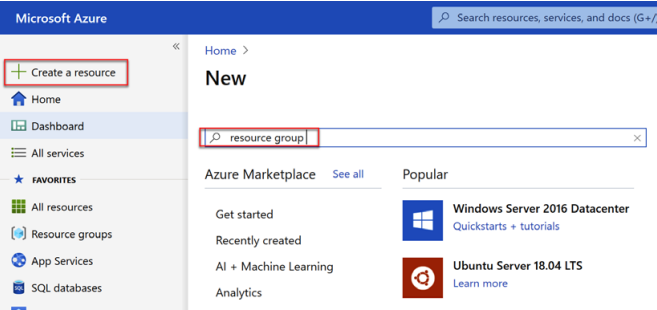 Microsoft Azure
Search resources, services, and docs (G+/)
Create a resource
Home
Dashboard
All services
FAVORITES
All resources
Resource groups
App Services
SQL databases
Home >
New
resource group
Azure Marketplace See all
Get started
Recently created
AI + Machine Learning
Analytics
Popular
Windows Server 2016 Datacenter
Quickstarts + tutorials
Ubuntu Server 18.04 LTS
Learn more